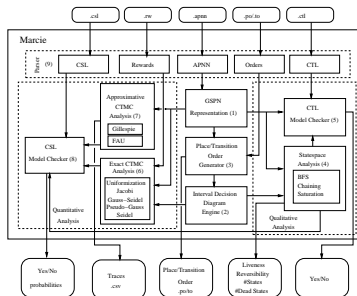 .csl
.rw
.apnn
.po/.to
.ctl
Marcie
Parser (9)
CSL
Rewards
APNN
Orders
CTL
Approximative
CTMC
Analysis (7)
Gillespie
FAU
GSPN
Representation (1)
CTL
Model Checker (5)
CSL
Model Checker (8)
Place/Transition
Order
Generator (3)
Statespace
Analysis (4)
BFS
Chaining
Saturation
Exact CTMC
Analysis (6)
Uniformization
Jacobi
Gauss–Seidel
Pseudo–Gauss
Seidel
Interval Decision
Diagram
Engine (2)
Quantitative
Analysis
Qualitative
Analysis
Yes/No
probabilities
Traces
.csv
Place/Transition
Order
.po/to
Liveness
Reversibility
#States
#Dead States
Yes/No